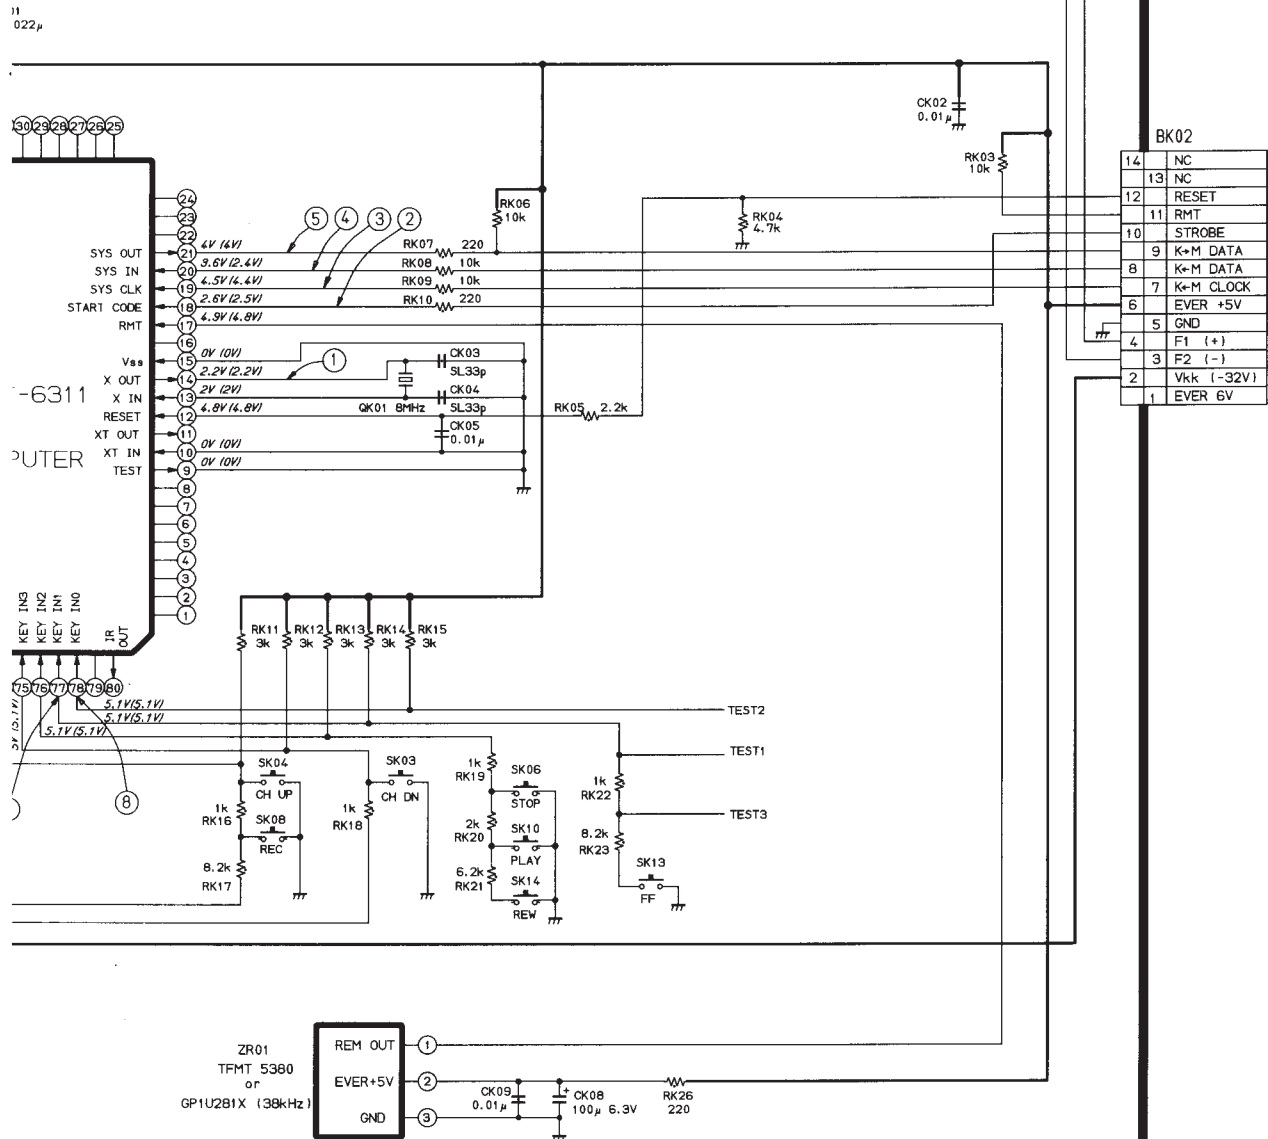 022μ
CK02
0.01μ
BK02
30 29 28 27 26 25
RK03
10k
14 NC
13 NC
12 RESET
11 RMT
10 STROBE
9 K→M DATA
8 K←M DATA
7 K←M CLOCK
6 EVER +5V
5 GND
4 F1 (+)
3 F2 (-)
2 Vkk (-32V)
1 EVER 6V
24
23
22
RK06
10k
RK04
4.7k
5 4 3 2
SYS OUT 21 4V (4V) RK07 220
SYS IN 20 3.6V (2.4V) RK08 10k
SYS CLK 19 4.5V (4.4V) RK09 10k
START CODE 18 2.6V (2.5V) RK10 220
RMT 17 4.9V (4.8V)
16
Vss 15 0V (0V)
1
CK03
SL33p
X OUT 14 2.2V (2.2V)
-6311
X IN 13 2V (2V)
CK04
SL33p
QK01 8MHz
RESET 12 4.8V (4.8V)
RK05 2.2k
CK05
0.01μ
XT OUT 11
PUTER
XT IN 10 0V (0V)
TEST 9 0V (0V)
8
7
6
5
4
3
2
1
KEY IN3
KEY IN2
KEY IN1
KEY IN0
IR
OUT
RK11 RK12 RK13 RK14 RK15
3k 3k 3k 3k 3k
75 76 77 78 79 80
5.1V(5.1V)
5.1V(5.1V)
5.1V(5.1V)
5V (5.1V)
TEST2
TEST1
TEST3
8
SK04
CH UP
1k
RK16
SK08
REC
8.2k
RK17
SK03
CH DN
1k
RK18
1k
RK19
SK06
STOP
2k
RK20
SK10
PLAY
6.2k
RK21
SK14
REW
1k
RK22
8.2k
RK23
SK13
FF
ZR01
TFMT 5380
or
GP1U281X (38kHz)
REM OUT 1
EVER+5V 2
GND 3
CK09
0.01μ
+
CK08
100μ 6.3V
RK26
220